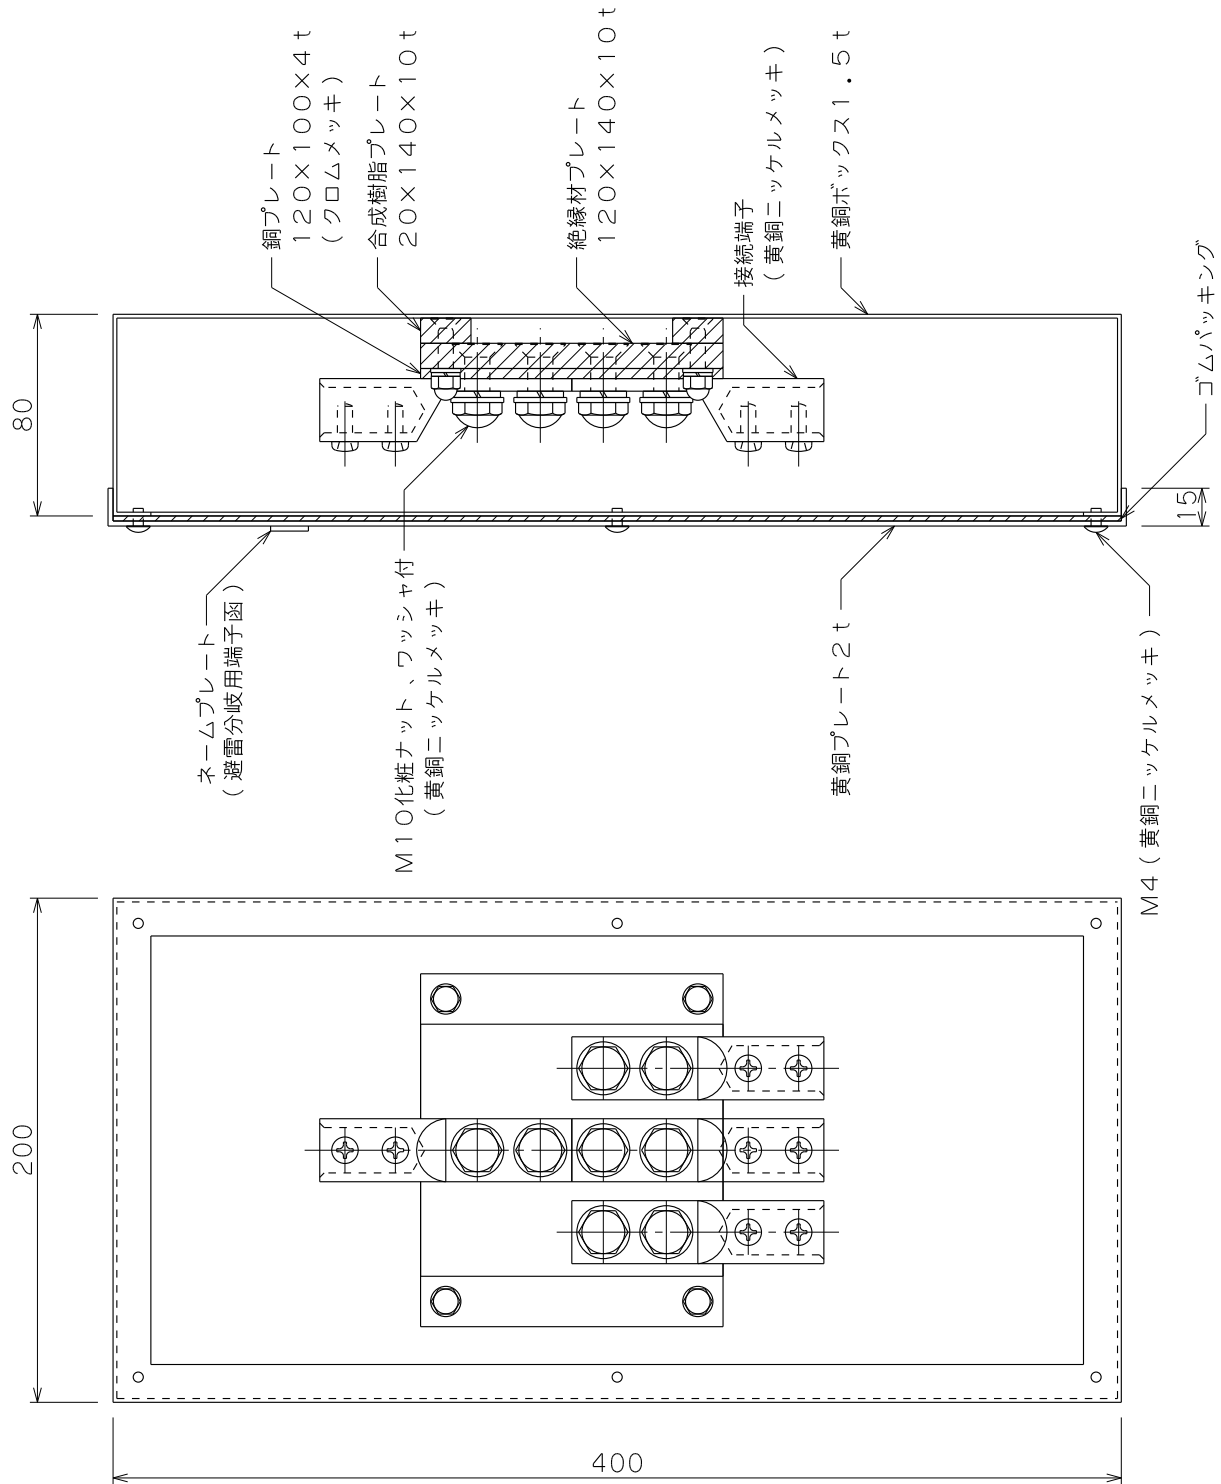 銅プレート
120×100×4t
(クロムメッキ)
合成樹脂プレート
20×140×10t
絶縁材プレート
120×140×10t
接続端子
(黄銅ニッケルメッキ)
黄銅ボックス1.5t
ゴムパッキング
80
15
ネームプレート
(避雷分岐用端子函)
M10化粧ナット、ワッシャ付
(黄銅ニッケルメッキ)
黄銅プレート2t
M4(黄銅ニッケルメッキ)
200
400